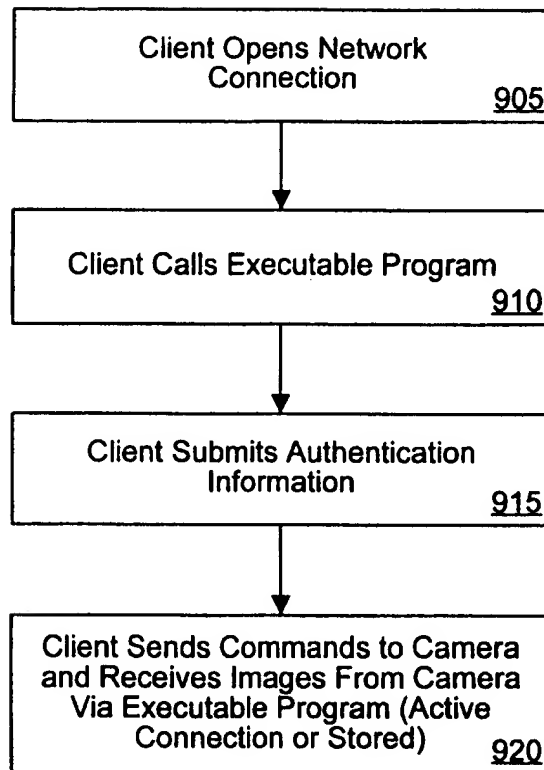 Client Opens Network
Connection
905
Client Calls Executable Program
910
Client Submits Authentication
Information
915
Client Sends Commands to Camera
and Receives Images From Camera
Via Executable Program (Active
Connection or Stored)
920